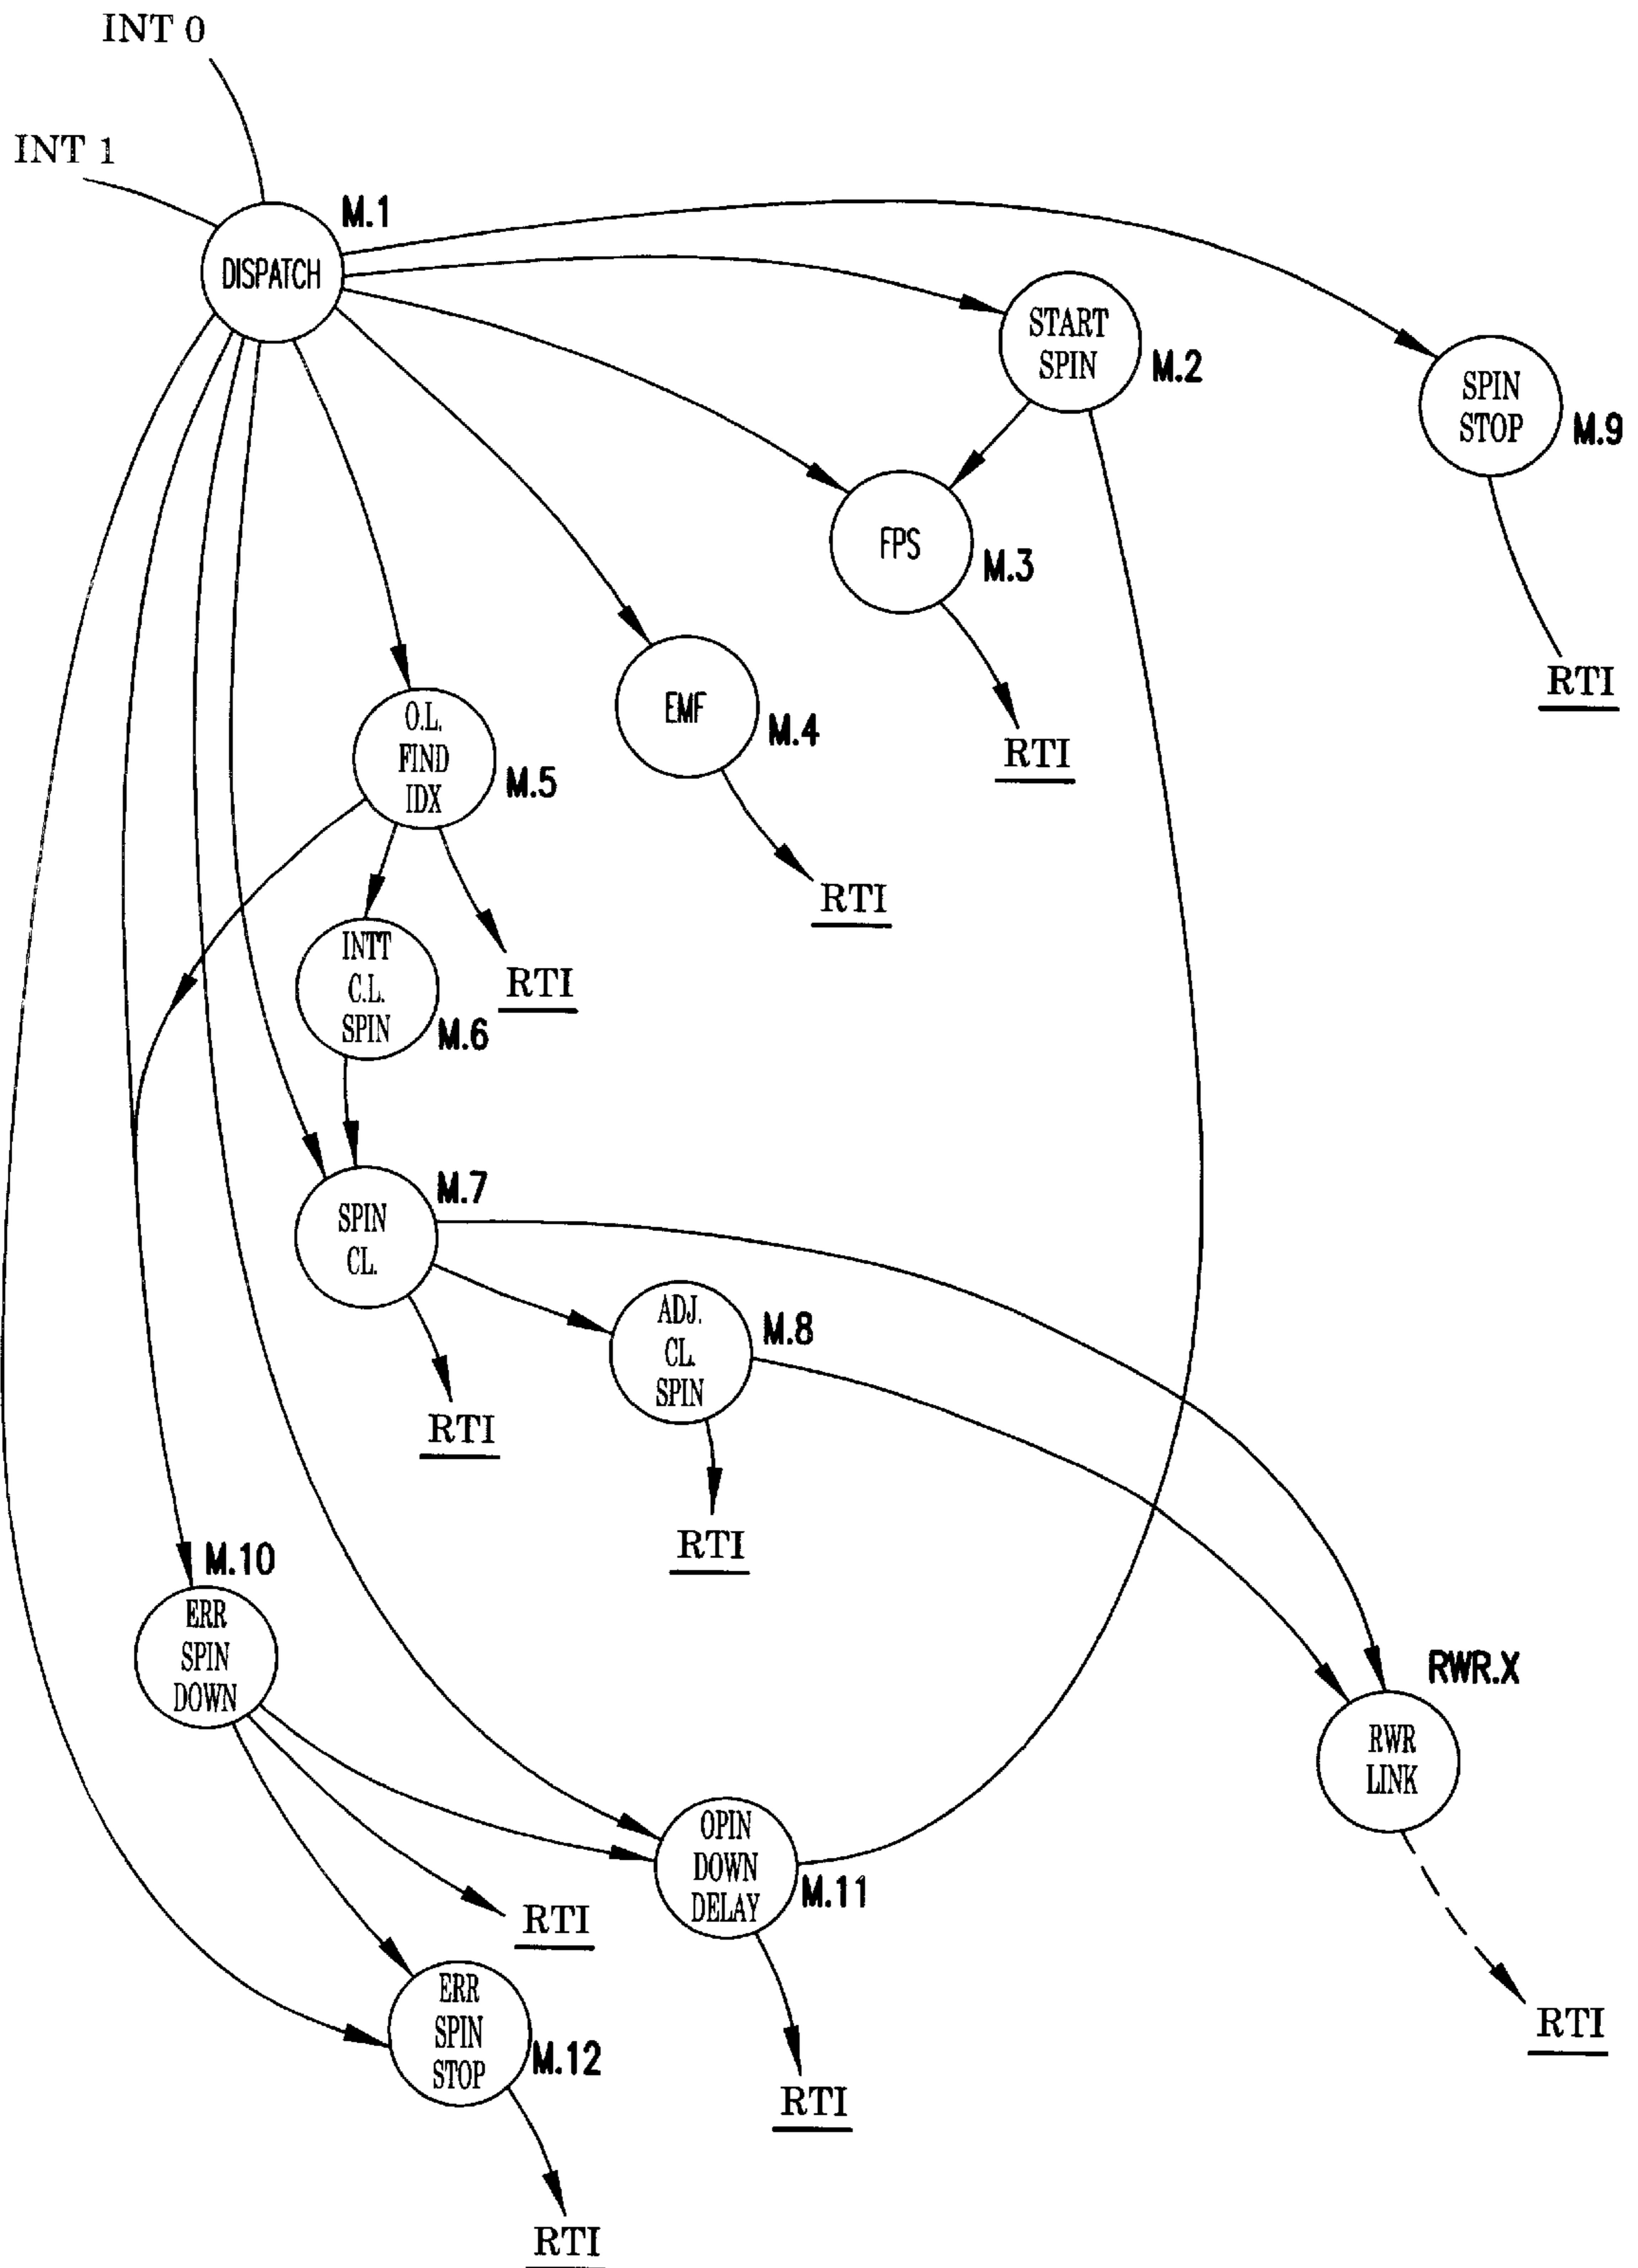 INT 0
INT 1
M.1
DISPATCH
START
SPIN
M.2
SPIN
STOP
M.9
FPS
M.3
RTI
RTI
EMF
M.4
O.L.
FIND
IDX
M.5
RTI
RTI
INTT
C.L.
SPIN
M.6
M.7
SPIN
CL.
ADJ.
CL.
SPIN
M.8
RTI
RTI
M.10
ERR
SPIN
DOWN
RWR.X
RWR
LINK
OPIN
DOWN
DELAY
M.11
RTI
ERR
SPIN
STOP
M.12
RTI
RTI
RTI